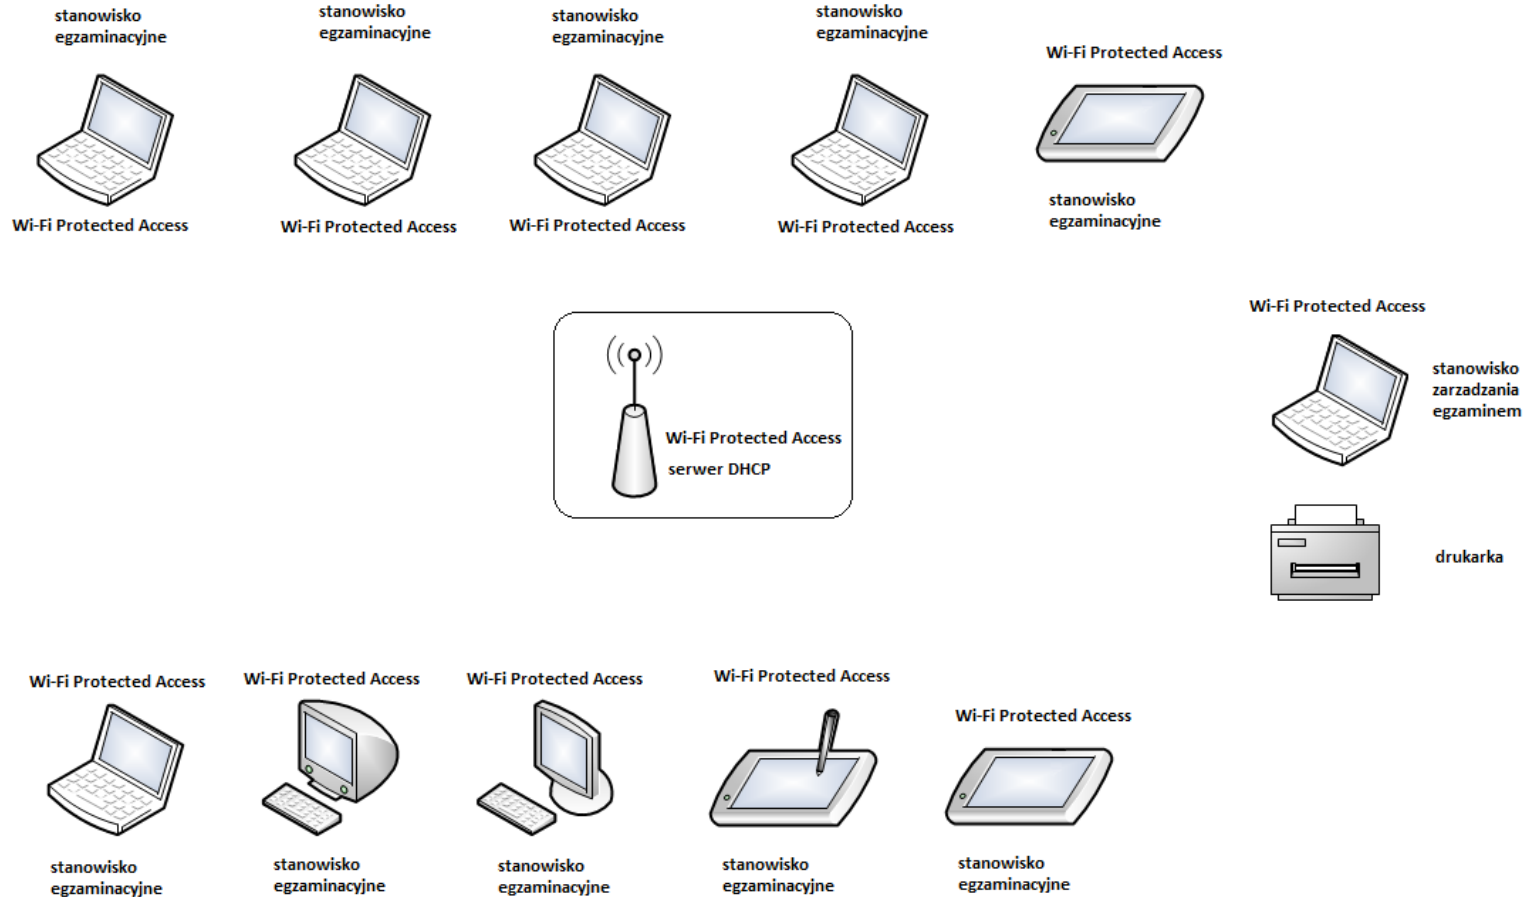 stanowisko
egzaminacyjne
stanowisko
egzaminacyjne
stanowisko
egzaminacyjne
stanowisko
egzaminacyjne
Wi-Fi Protected Access
Wi-Fi Protected Access
Wi-Fi Protected Access
Wi-Fi Protected Access
Wi-Fi Protected Access
stanowisko
egzaminacyjne
Wi-Fi Protected Access
stanowisko
zarzadzania
egzaminem
Wi-Fi Protected Access
serwer DHCP
drukarka
Wi-Fi Protected Access
Wi-Fi Protected Access
Wi-Fi Protected Access
Wi-Fi Protected Access
Wi-Fi Protected Access
stanowisko
egzaminacyjne
stanowisko
egzaminacyjne
stanowisko
egzaminacyjne
stanowisko
egzaminacyjne
stanowisko
egzaminacyjne